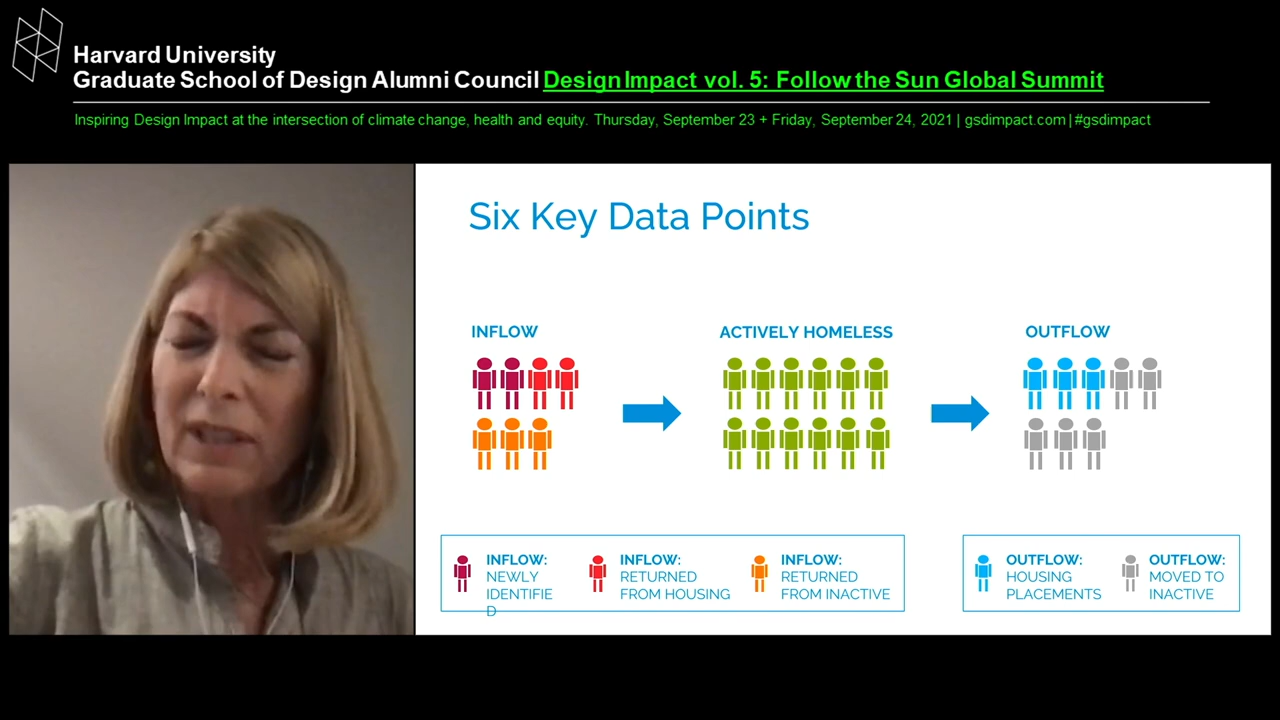 Harvard University
Graduate School of Design Alumni Council Design Impact vol. 5: Follow the Sun Global Summit
Inspiring Design Impact at the intersection of climate change, health and equity. Thursday, September 23 + Friday, September 24, 2021 | gsdimpact.com | #gsdimpact
Six Key Data Points
INFLOW
ACTIVELY HOMELESS
OUTFLOW
INFLOW:
NEWLY
IDENTIFIE
D
INFLOW:
RETURNED
FROM HOUSING
INFLOW:
RETURNED
FROM INACTIVE
OUTFLOW:
HOUSING
PLACEMENTS
OUTFLOW:
MOVED TO
INACTIVE